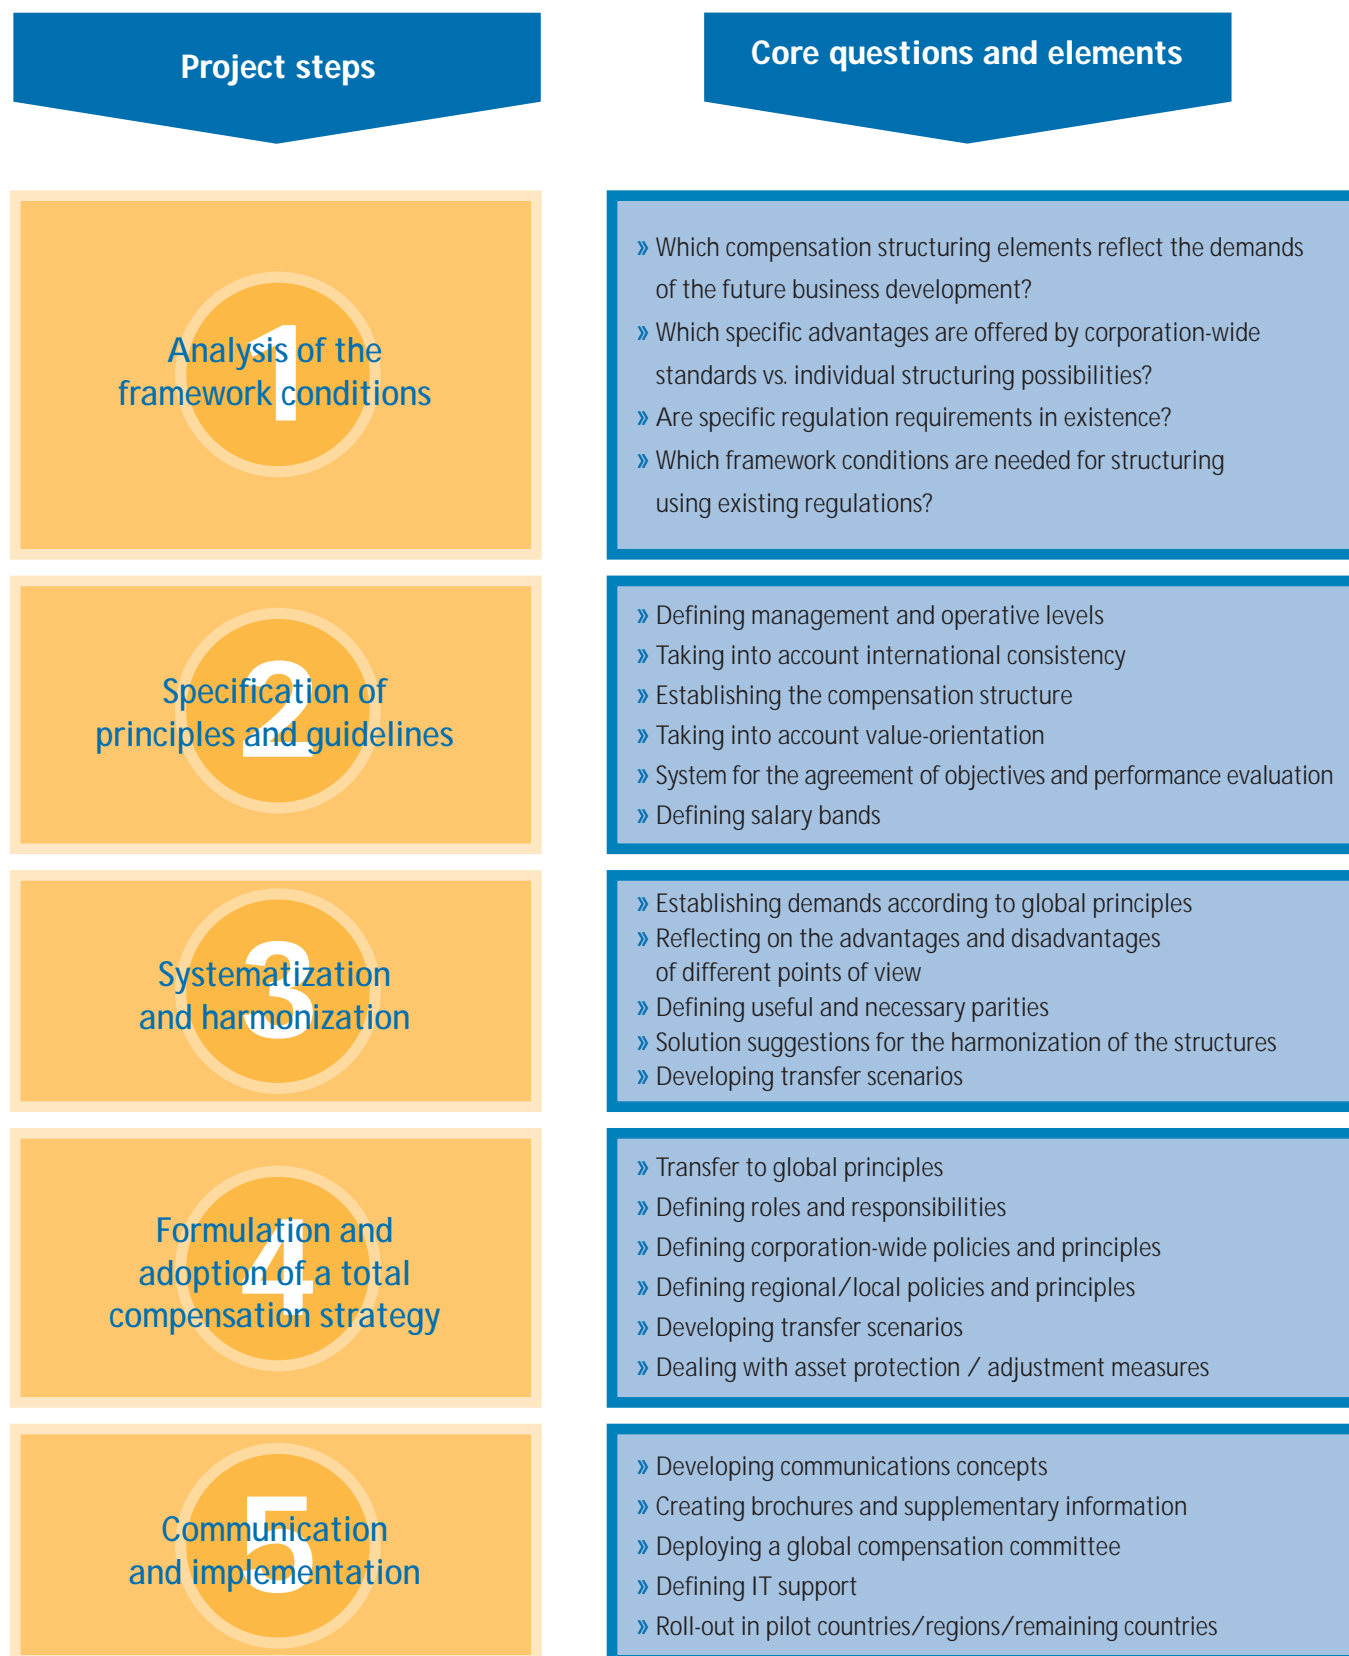 Project steps
Core questions and elements
1
Analysis of the
framework conditions
» Which compensation structuring elements reflect the demands
of the future business development?
» Which specific advantages are offered by corporation-wide
standards vs. individual structuring possibilities?
» Are specific regulation requirements in existence?
» Which framework conditions are needed for structuring
using existing regulations?
2
Specification of
principles and guidelines
» Defining management and operative levels
» Taking into account international consistency
» Establishing the compensation structure
» Taking into account value-orientation
» System for the agreement of objectives and performance evaluation
» Defining salary bands
3
Systematization
and harmonization
» Establishing demands according to global principles
» Reflecting on the advantages and disadvantages
of different points of view
» Defining useful and necessary parities
» Solution suggestions for the harmonization of the structures
» Developing transfer scenarios
4
Formulation and
adoption of a total
compensation strategy
» Transfer to global principles
» Defining roles and responsibilities
» Defining corporation-wide policies and principles
» Defining regional/local policies and principles
» Developing transfer scenarios
» Dealing with asset protection / adjustment measures
5
Communication
and implementation
» Developing communications concepts
» Creating brochures and supplementary information
» Deploying a global compensation committee
» Defining IT support
» Roll-out in pilot countries/regions/remaining countries